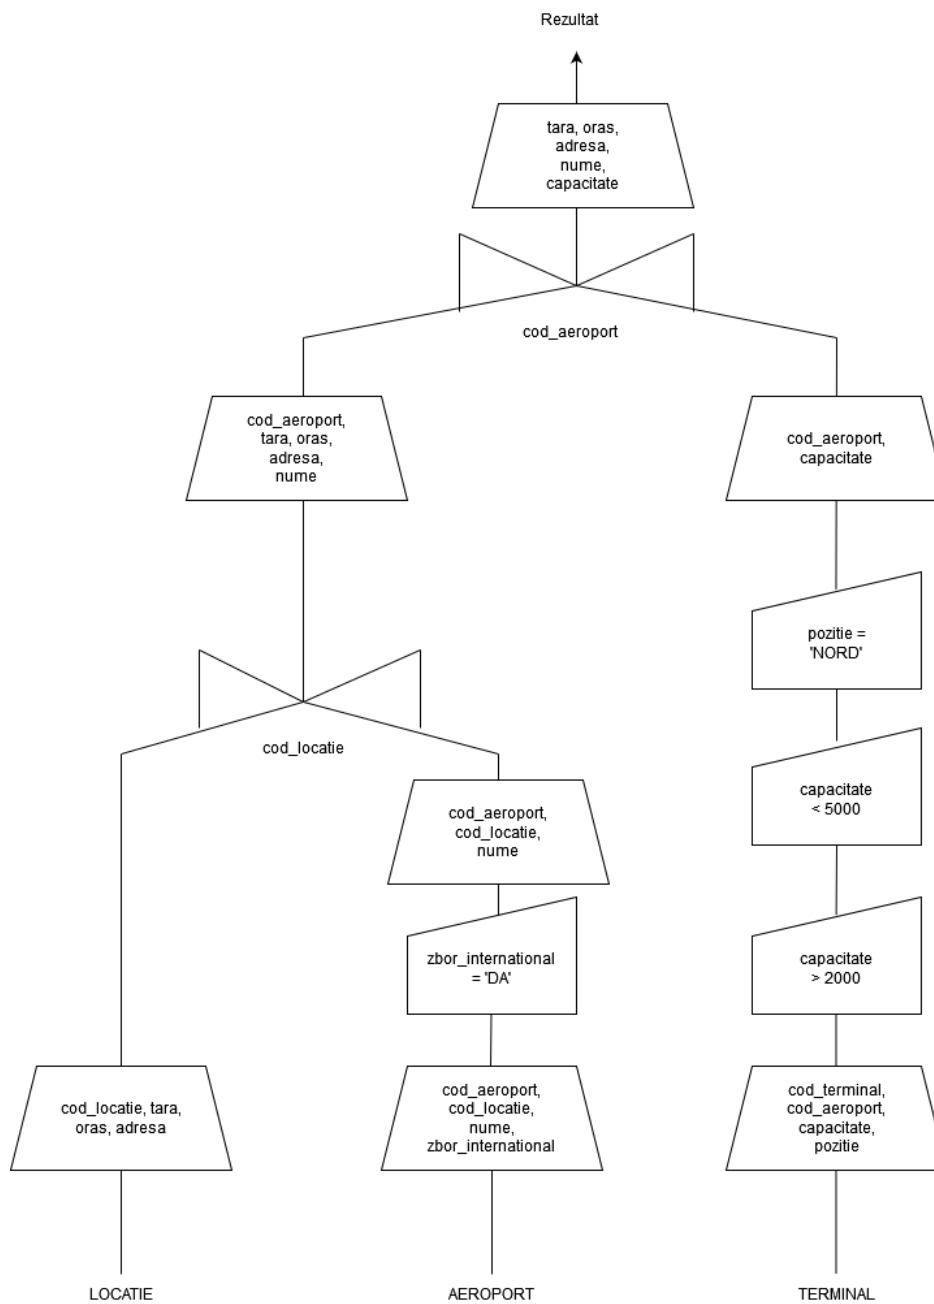 Rezultat
tara, oras,
adresa,
nume,
capacitate
cod_aeroport
cod_aeroport,
tara, oras,
adresa,
nume
cod_aeroport,
capacitate
pozitie =
'NORD'
cod_locatie
capacitate
< 5000
cod_aeroport,
cod_locatie,
nume
zbor_international
= 'DA'
capacitate
> 2000
cod_locatie, tara,
oras, adresa
cod_aeroport,
cod_locatie,
nume,
zbor_international
cod_terminal,
cod_aeroport,
capacitate,
pozitie
LOCATIE
AEROPORT
TERMINAL